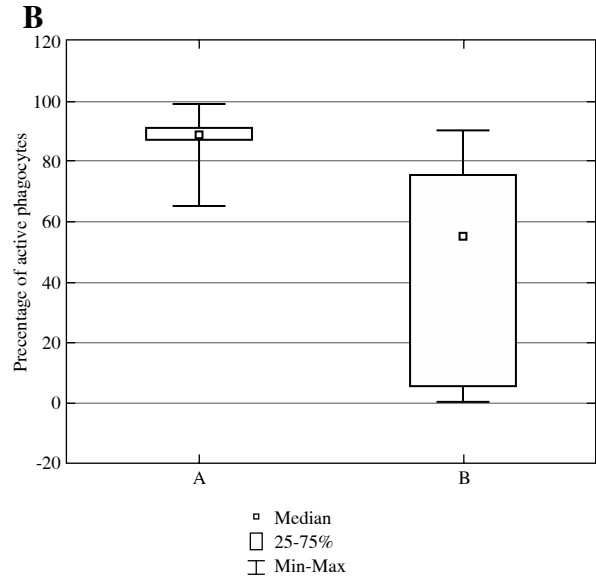 B
120
100
80
60
40
20
0
-20
Precentage of active phagocytes
A B
Median
25-75%
Min-Max